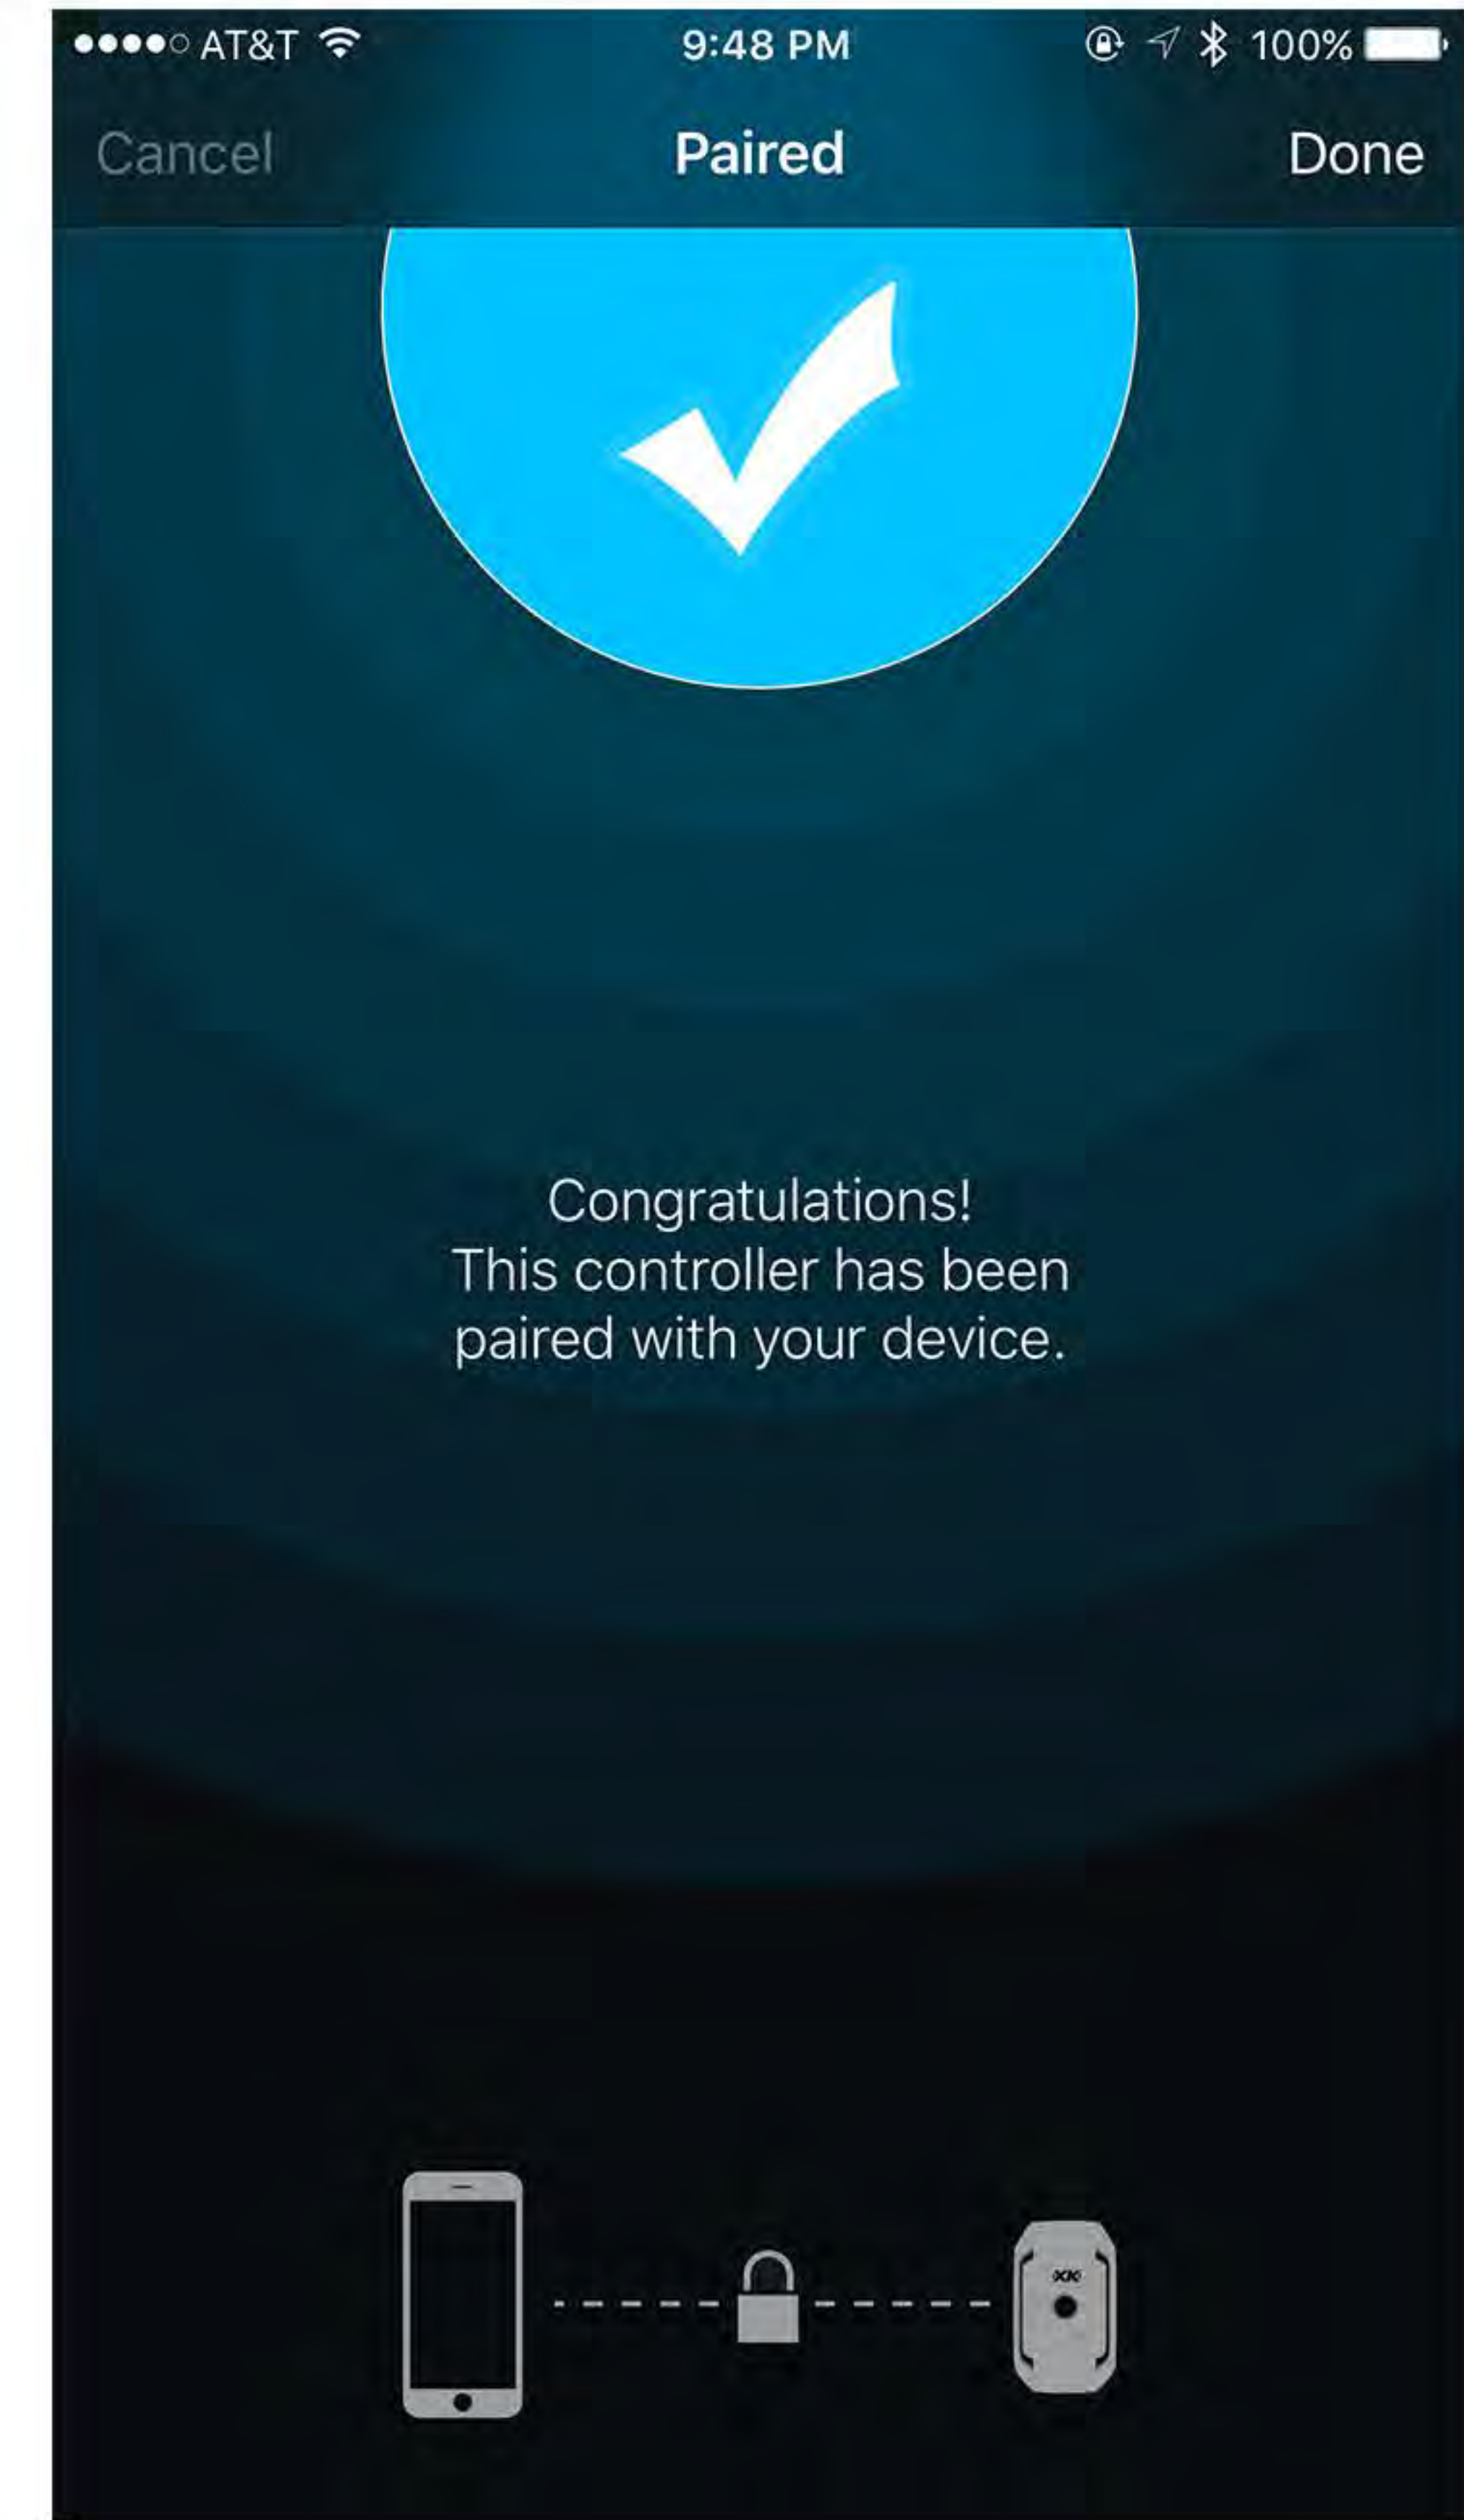 AT&T 9:48 PM 100%
Cancel Paired Done
Congratulations!
This controller has been
paired with your device.